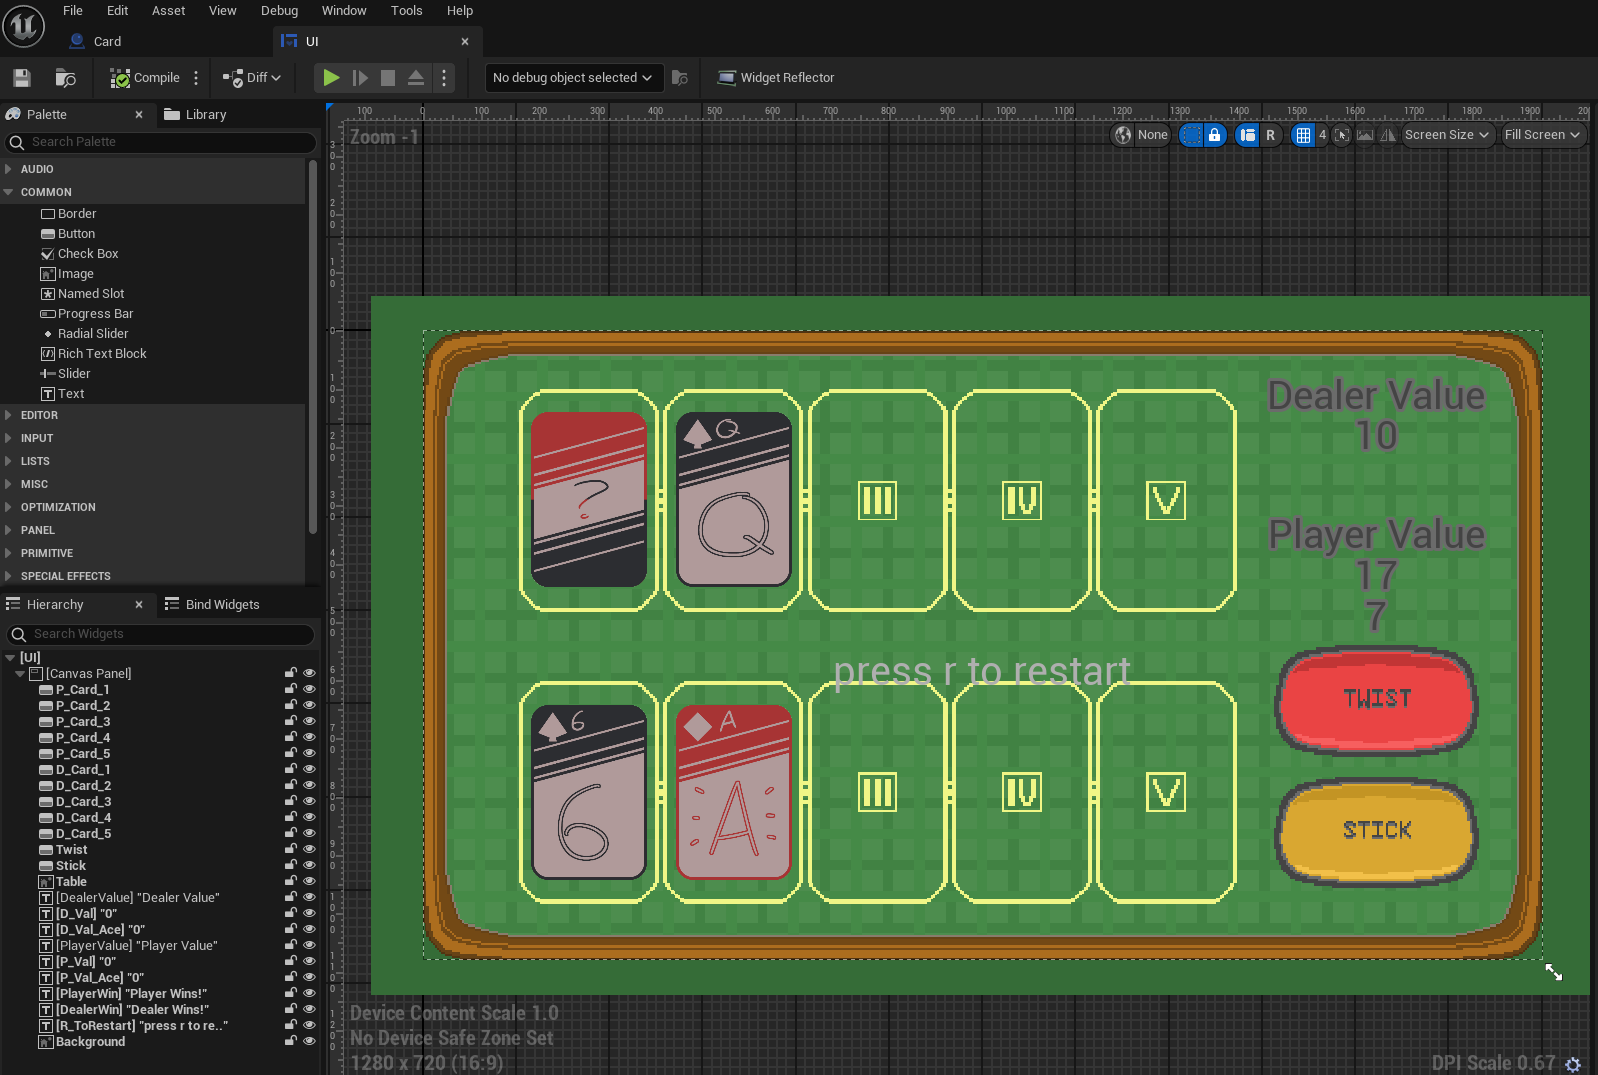 File Edit Asset View Debug Window Tools Help
Card
UI
Compile
Diff
No debug object selected
Widget Reflector
Palette
Library
Search Palette
AUDIO
COMMON
Border
Button
Check Box
Image
Named Slot
Progress Bar
Radial Slider
Rich Text Block
Slider
Text
EDITOR
INPUT
LISTS
MISC
OPTIMIZATION
PANEL
PRIMITIVE
SPECIAL EFFECTS
Hierarchy
Bind Widgets
Search Widgets
[UI]
[Canvas Panel]
P_Card_1
P_Card_2
P_Card_3
P_Card_4
P_Card_5
D_Card_1
D_Card_2
D_Card_3
D_Card_4
D_Card_5
Twist
Stick
Table
[DealerValue] "Dealer Value"
[D_Val] "0"
[D_Val_Ace] "0"
[PlayerValue] "Player Value"
[P_Val] "0"
[P_Val_Ace] "0"
[PlayerWin] "Player Wins!"
[DealerWin] "Dealer Wins!"
[R_ToRestart] "press r to re.."
Background
100 0 100 200 300 400 500 600 700 800 900 1000 1100 1200 1300 1400 1500 1600 1700 1800 1900
Zoom -1
None
R
4
Screen Size
Fill Screen
Dealer Value
10
Q
?
Q
III
IV
V
Player Value
17
7
press r to restart
TWIST
6
A
6
A
III
IV
V
STICK
Device Content Scale 1.0
No Device Safe Zone Set
1280 x 720 (16:9)
DPI Scale 0.67